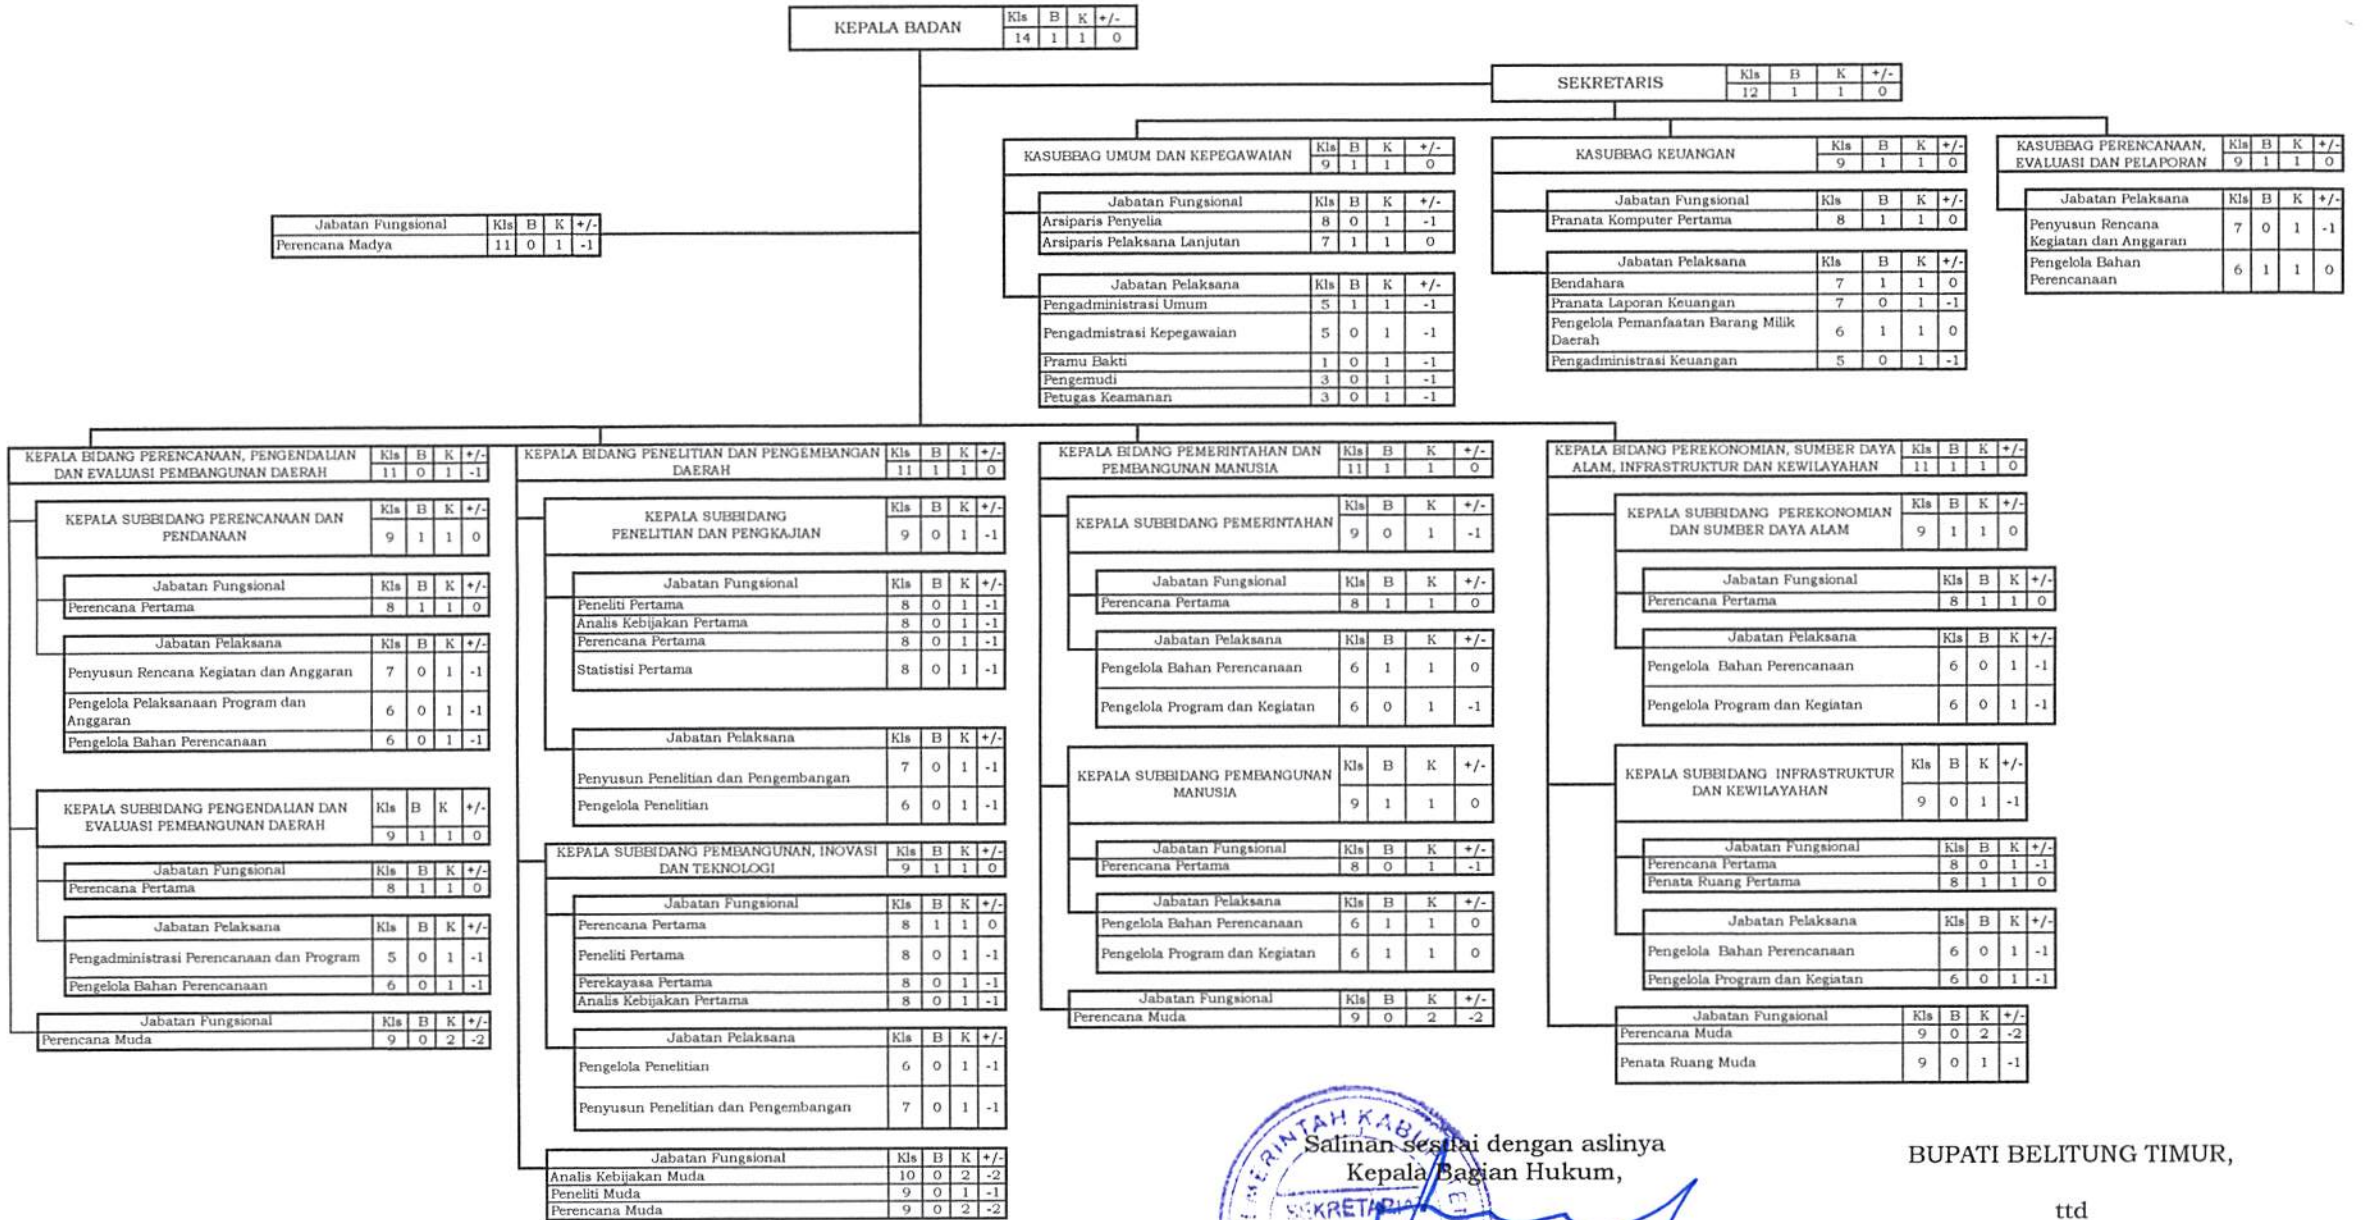 KEPALA BADAN
Kls B K +/-
14 1 1 0
SEKRETARIS
Kls B K +/-
12 1 1 0
KASUBBAG UMUM DAN KEPEGAWAIAN
Kls B K +/-
9 1 1 0
Jabatan Fungsional Kls B K +/-
Arsiparis Penyelia 8 0 1 -1
Arsiparis Pelaksana Lanjutan 7 1 1 0
Jabatan Pelaksana Kls B K +/-
Pengadministrasi Umum 5 1 1 -1
Pengadmistrasi Kepegawaian 5 0 1 -1
Pramu Bakti 1 0 1 -1
Pengemudi 3 0 1 -1
Petugas Keamanan 3 0 1 -1
KASUBBAG KEUANGAN
Kls B K +/-
9 1 1 0
Jabatan Fungsional Kls B K +/-
Pranata Komputer Pertama 8 1 1 0
Jabatan Pelaksana Kls B K +/-
Bendahara 7 1 1 0
Pranata Laporan Keuangan 7 0 1 -1
Pengelola Pemanfaatan Barang Milik
Daerah 6 1 1 0
Pengadministrasi Keuangan 5 0 1 -1
KASUBBAG PERENCANAAN, Kls B K +/-
EVALUASI DAN PELAPORAN 9 1 1 0
Jabatan Pelaksana Kls B K +/-
Penyusun Rencana
Kegiatan dan Anggaran 7 0 1 -1
Pengelola Bahan
Perencanaan 6 1 1 0
Jabatan Fungsional Kls B K +/-
Perencana Madya 11 0 1 -1
KEPALA BIDANG PERENCANAAN, PENGENDALIAN Kls B K +/-
DAN EVALUASI PEMBANGUNAN DAERAH 11 0 1 -1
KEPALA SUBBIDANG PERENCANAAN DAN Kls B K +/-
PENDANAAN 9 1 1 0
Jabatan Fungsional Kls B K +/-
Perencana Pertama 8 1 1 0
Jabatan Pelaksana Kls B K +/-
Penyusun Rencana Kegiatan dan Anggaran 7 0 1 -1
Pengelola Pelaksanaan Program dan
Anggaran 6 0 1 -1
Pengelola Bahan Perencanaan 6 0 1 -1
KEPALA SUBBIDANG PENGENDALIAN DAN Kls B K +/-
EVALUASI PEMBANGUNAN DAERAH 9 1 1 0
Jabatan Fungsional Kls B K +/-
Perencana Pertama 8 1 1 0
Jabatan Pelaksana Kls B K +/-
Pengadministrasi Perencanaan dan Program 5 0 1 -1
Pengelola Bahan Perencanaan 6 0 1 -1
Jabatan Fungsional Kls B K +/-
Perencana Muda 9 0 2 -2
KEPALA BIDANG PENELITIAN DAN PENGEMBANGAN Kls B K +/-
DAERAH 11 1 1 0
KEPALA SUBBIDANG Kls B K +/-
PENELITIAN DAN PENGKAJIAN 9 0 1 -1
Jabatan Fungsional Kls B K +/-
Peneliti Pertama 8 0 1 -1
Analis Kebijakan Pertama 8 0 1 -1
Perencana Pertama 8 0 1 -1
Statistisi Pertama 8 0 1 -1
Jabatan Pelaksana Kls B K +/-
Penyusun Penelitian dan Pengembangan 7 0 1 -1
Pengelola Penelitian 6 0 1 -1
KEPALA SUBBIDANG PEMBANGUNAN, INOVASI Kls B K +/-
DAN TEKNOLOGI 9 1 1 0
Jabatan Fungsional Kls B K +/-
Perencana Pertama 8 1 1 0
Peneliti Pertama 8 0 1 -1
Perekayasa Pertama 8 0 1 -1
Analis Kebijakan Pertama 8 0 1 -1
Jabatan Pelaksana Kls B K +/-
Pengelola Penelitian 6 0 1 -1
Penyusun Penelitian dan Pengembangan 7 0 1 -1
Jabatan Fungsional Kls B K +/-
Analis Kebijakan Muda 10 0 2 -2
Peneliti Muda 9 0 1 -1
Perencana Muda 9 0 2 -2
KEPALA BIDANG PEMERINTAHAN DAN Kls B K +/-
PEMBANGUNAN MANUSIA 11 1 1 0
KEPALA SUBBIDANG PEMERINTAHAN Kls B K +/-
9 0 1 -1
Jabatan Fungsional Kls B K +/-
Perencana Pertama 8 1 1 0
Jabatan Pelaksana Kls B K +/-
Pengelola Bahan Perencanaan 6 1 1 0
Pengelola Program dan Kegiatan 6 0 1 -1
KEPALA SUBBIDANG PEMBANGUNAN Kls B K +/-
MANUSIA 9 1 1 0
Jabatan Fungsional Kls B K +/-
Perencana Pertama 8 0 1 -1
Jabatan Pelaksana Kls B K +/-
Pengelola Bahan Perencanaan 6 1 1 0
Pengelola Program dan Kegiatan 6 1 1 0
Jabatan Fungsional Kls B K +/-
Perencana Muda 9 0 2 -2
KEPALA BIDANG PEREKONOMIAN, SUMBER DAYA Kls B K +/-
ALAM, INFRASTRUKTUR DAN KEWILAYAHAN 11 1 1 0
KEPALA SUBBIDANG PEREKONOMIAN Kls B K +/-
DAN SUMBER DAYA ALAM 9 1 1 0
Jabatan Fungsional Kls B K +/-
Perencana Pertama 8 1 1 0
Jabatan Pelaksana Kls B K +/-
Pengelola Bahan Perencanaan 6 0 1 -1
Pengelola Program dan Kegiatan 6 0 1 -1
KEPALA SUBBIDANG INFRASTRUKTUR Kls B K +/-
DAN KEWILAYAHAN 9 0 1 -1
Jabatan Fungsional Kls B K +/-
Perencana Pertama 8 0 1 -1
Penata Ruang Pertama 8 1 1 0
Jabatan Pelaksana Kls B K +/-
Pengelola Bahan Perencanaan 6 0 1 -1
Pengelola Program dan Kegiatan 6 0 1 -1
Jabatan Fungsional Kls B K +/-
Perencana Muda 9 0 2 -2
Penata Ruang Muda 9 0 1 -1
Salinan sesuai dengan aslinya
Kepala Bagian Hukum,
BUPATI BELITUNG TIMUR,
ttd